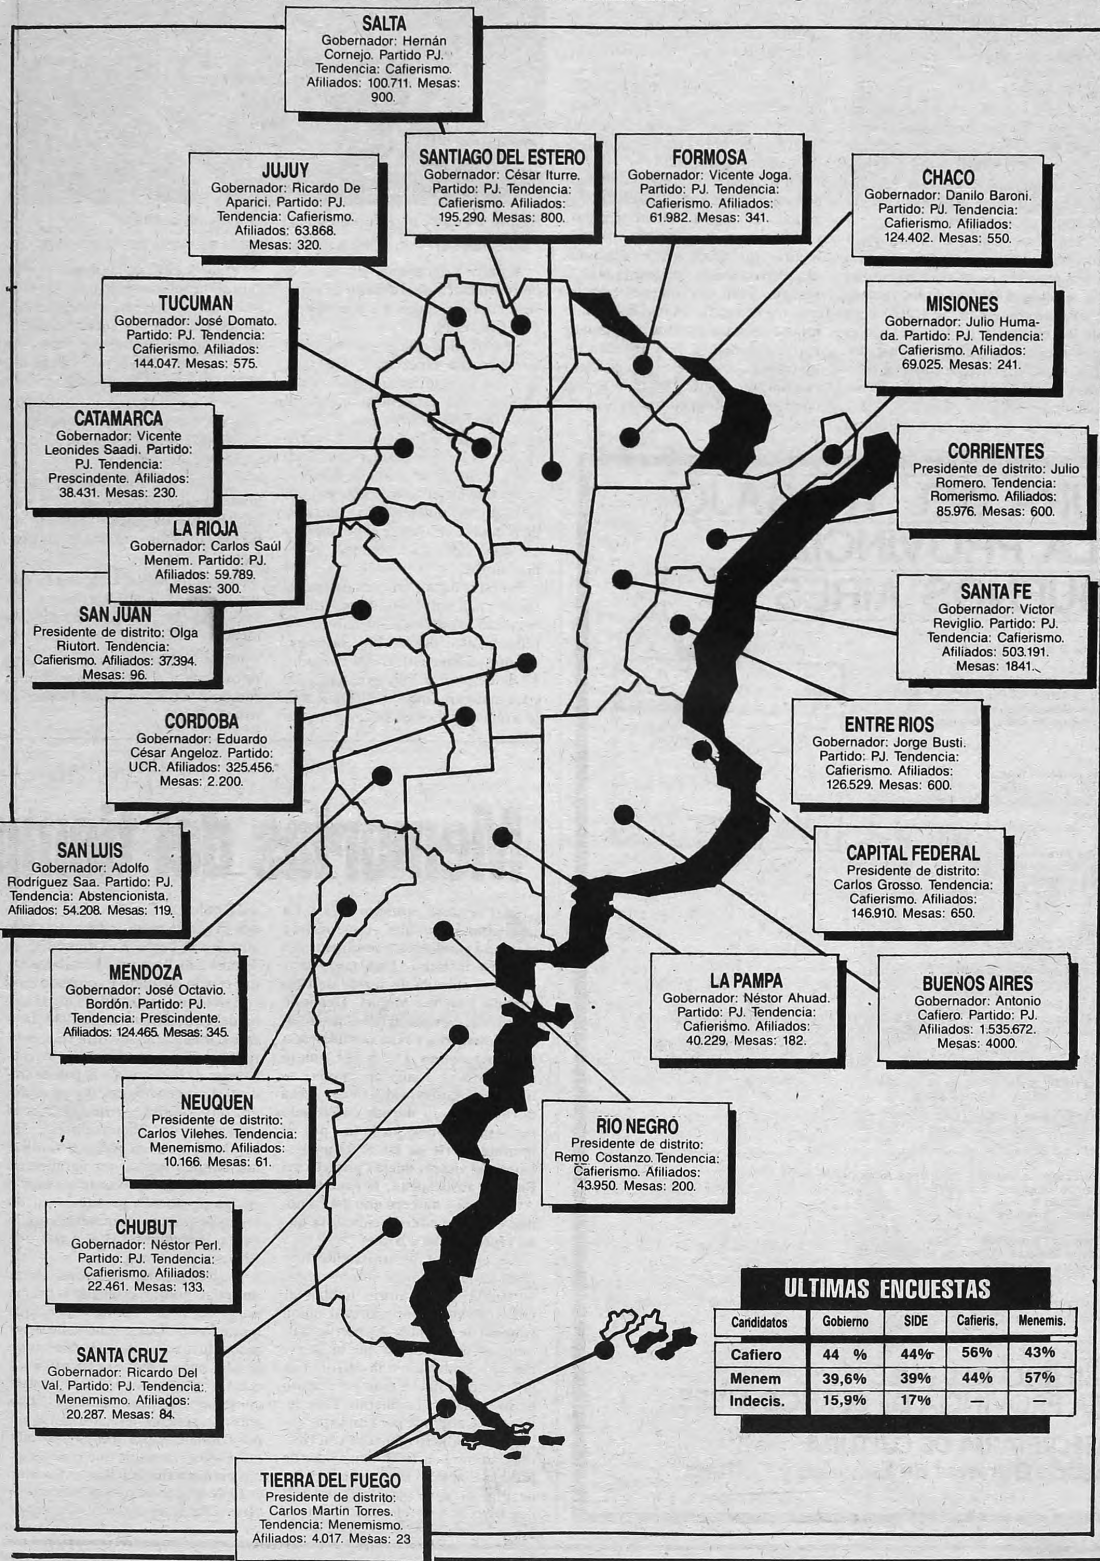 SALTA
Gobernador: Hernán
Cornejo. Partido PJ.
Tendencia: Cafierismo.
Afiliados: 100.711. Mesas:
900.
JUJUY
Gobernador: Ricardo De
Aparici. Partido: PJ.
Tendencia: Cafierismo.
Afiliados: 63.868.
Mesas: 320.
SANTIAGO DEL ESTERO
Gobernador: César Iturre.
Partido: PJ. Tendencia:
Cafierismo. Afiliados:
195.290. Mesas: 800.
FORMOSA
Gobernador: Vicente Joga.
Partido: PJ. Tendencia:
Cafierismo. Afiliados:
61.982. Mesas: 341.
CHACO
Gobernador: Danilo Baroni.
Partido: PJ. Tendencia:
Cafierismo. Afiliados:
124.402. Mesas: 550.
TUCUMAN
Gobernador: José Domato.
Partido: PJ. Tendencia:
Cafierismo. Afiliados:
144.047. Mesas: 575.
MISIONES
Gobernador: Julio Huma-
da. Partido: PJ. Tendencia:
Cafierismo. Afiliados:
69.025. Mesas: 241.
CATAMARCA
Gobernador: Vicente
Leonides Saadi. Partido:
PJ. Tendencia:
Prescindente. Afiliados:
38.431. Mesas: 230.
CORRIENTES
Presidente de distrito: Julio
Romero. Tendencia:
Romerismo. Afiliados:
85.976. Mesas: 600.
LA RIOJA
Gobernador: Carlos Saúl
Menem. Partido: PJ.
Afiliados: 59.789.
Mesas: 300.
SAN JUAN
Presidente de distrito: Olga
Riutort. Tendencia:
Cafierismo. Afiliados: 37.394.
Mesas: 96.
SANTA FE
Gobernador: Victor
Reviglio. Partido: PJ.
Tendencia: Cafierismo.
Afiliados: 503.191.
Mesas: 1841.
CORDOBA
Gobernador: Eduardo
César Angeloz. Partido:
UCR. Afiliados: 325.456.
Mesas: 2.200.
ENTRE RIOS
Gobernador: Jorge Busti.
Partido: PJ. Tendencia:
Cafierismo. Afiliados:
126.529. Mesas: 600.
SAN LUIS
Gobernador: Adolfo
Rodríguez Saa. Partido: PJ.
Tendencia: Abstencionista.
Afiliados: 54.208. Mesas: 119.
CAPITAL FEDERAL
Presidente de distrito:
Carlos Grosso. Tendencia:
Cafierismo. Afiliados:
146.910. Mesas: 650.
MENDOZA
Gobernador: José Octavio.
Bordón. Partido: PJ.
Tendencia: Prescindente.
Afiliados: 124.465. Mesas: 345.
LA PAMPA
Gobernador: Néstor Ahuad.
Partido: PJ. Tendencia:
Cafierismo. Afiliados:
40.229. Mesas: 182.
BUENOS AIRES
Gobernador: Antonio
Cafiero. Partido: PJ.
Afiliados: 1.535.672.
Mesas: 4000.
NEUQUEN
Presidente de distrito:
Carlos Vilehes. Tendencia:
Menemismo. Afiliados:
10.166. Mesas: 61.
RIO NEGRO
Presidente de distrito:
Remo Costanzo. Tendencia:
Cafierismo. Afiliados:
43.950. Mesas: 200.
CHUBUT
Gobernador: Néstor Perl.
Partido: PJ. Tendencia:
Cafierismo. Afiliados:
22.461. Mesas: 133.
SANTA CRUZ
Gobernador: Ricardo Del
Val. Partido: PJ. Tendencia:
Menemismo. Afiliados:
20.287. Mesas: 84.
TIERRA DEL FUEGO
Presidente de distrito:
Carlos Martin Torres.
Tendencia: Menemismo.
Afiliados: 4.017. Mesas: 23
ULTIMAS ENCUESTAS
Candidatos Gobierno SIDE Cafieris. Menemis.
Cafiero 44 % 44% 56% 43%
Menem 39,6% 39% 44% 57%
Indecis. 15,9% 17% — —